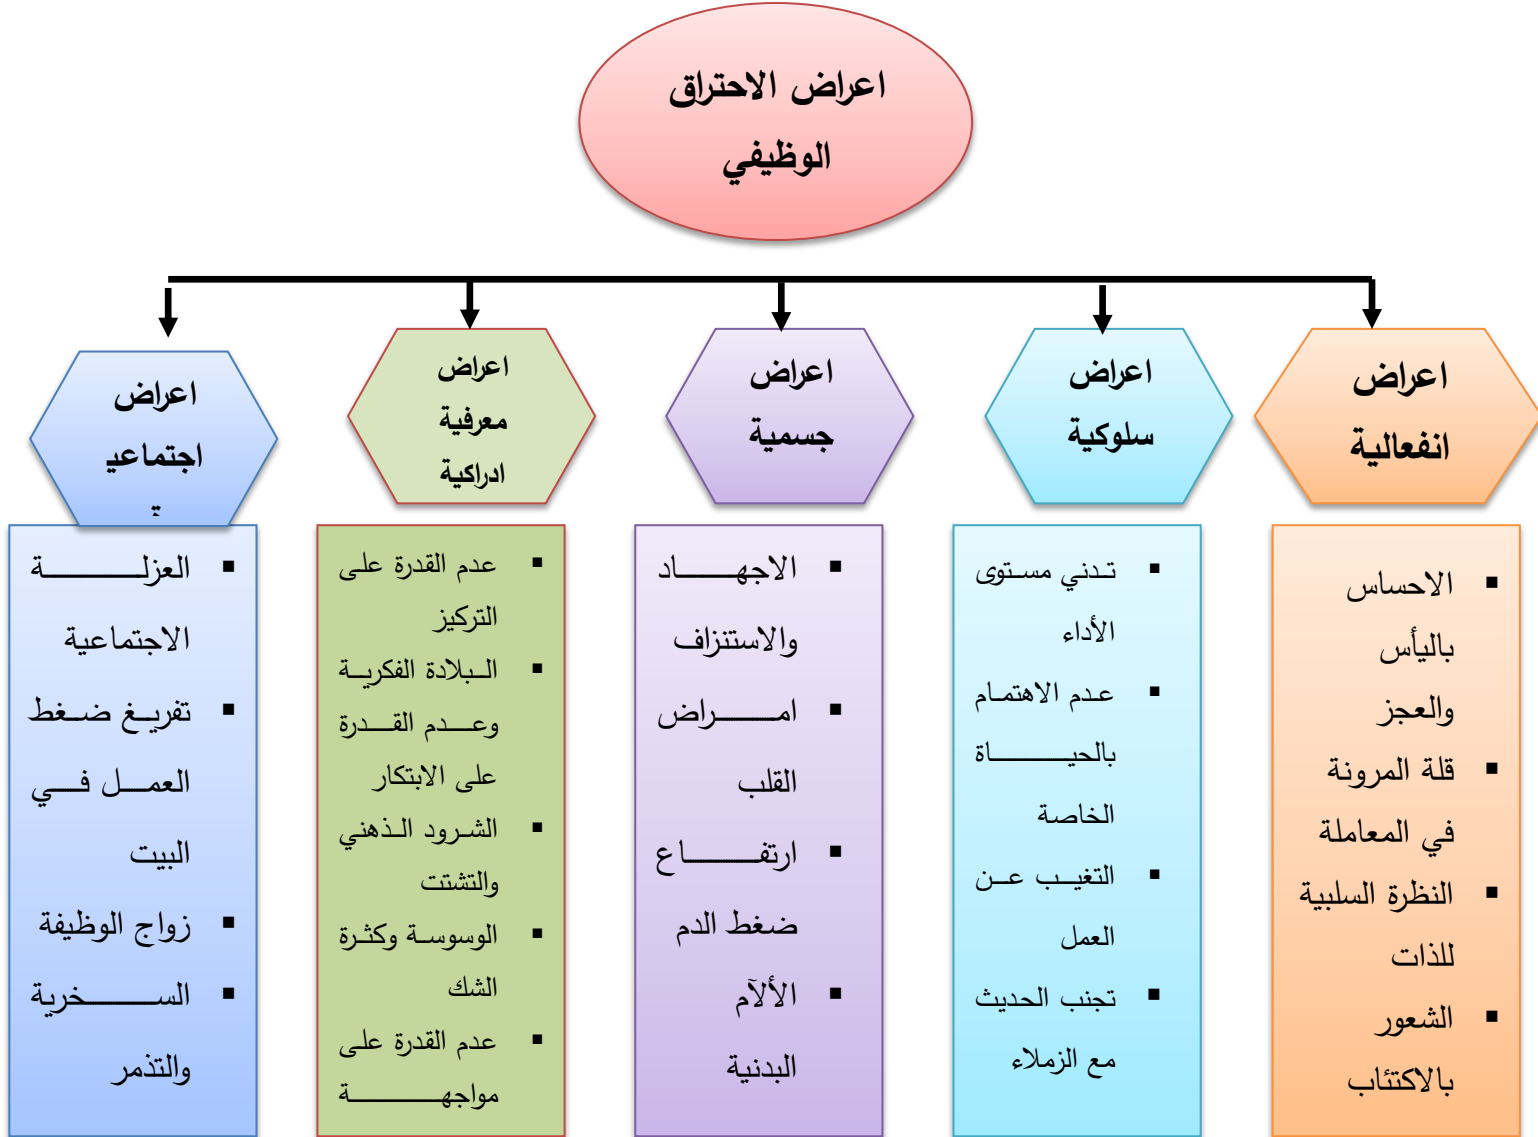 اعراض الاحتراق
الوظيفي
اعراض
انفعالية
الاحساس
باليأس
والعجز
قلة المرونة
في المعاملة
النظرة السلبية
للذات
الشعور
بالاكتئاب
اعراض
سلوكية
تدني مستوى
الأداء
عدم الاهتمام
بالحياة
الخاصة
التغيب عن
العمل
تجنب الحديث
مع الزملاء
اعراض
جسمية
الاجهاد
والاستنزاف
امراض
القلب
ارتفاع
ضغط الدم
الألآم
البدنية
اعراض
معرفية
ادراكية
عدم القدرة على
التركيز
البلادة الفكرية
وعدم القدرة
على الابتكار
الشرود الذهني
والتشتت
الوسوسة وكثرة
الشك
عدم القدرة على
مواجهة
اعراض
اجتماعي
ة
العزلة
الاجتماعية
تفريغ ضغط
العمل في
البيت
زواج الوظيفة
السخرية
والتذمر